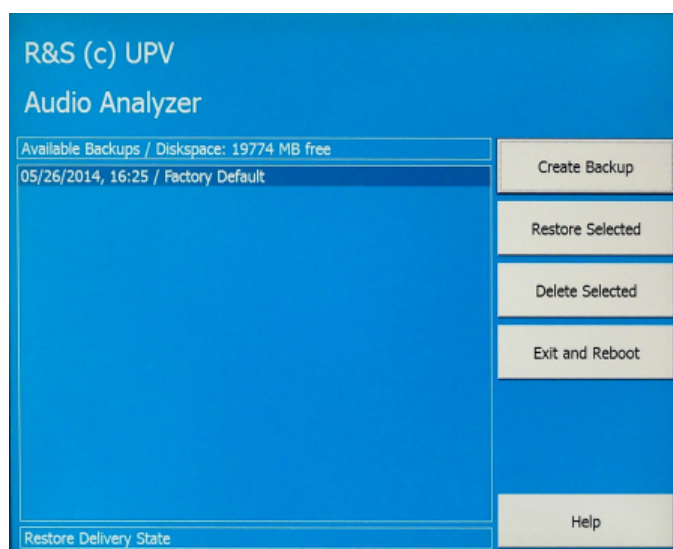 R&S (c) UPV
Audio Analyzer
Available Backups / Diskspace: 19774 MB free
05/26/2014, 16:25 / Factory Default
Create Backup
Restore Selected
Delete Selected
Exit and Reboot
Help
Restore Delivery State